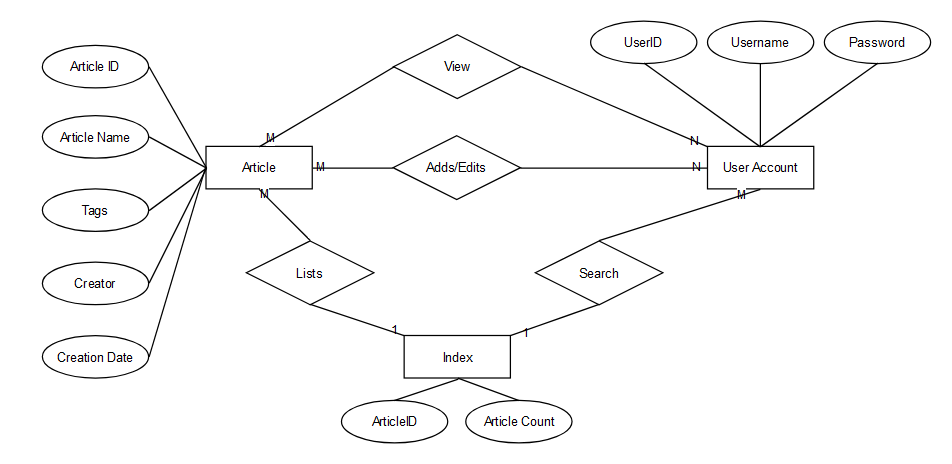 UserID
Username
Password
Article ID
View
M
N
Article Name
Article
M
Adds/Edits
N
User Account
M
M
Tags
Lists
Search
Creator
1
1
Creation Date
Index
ArticleID
Article Count